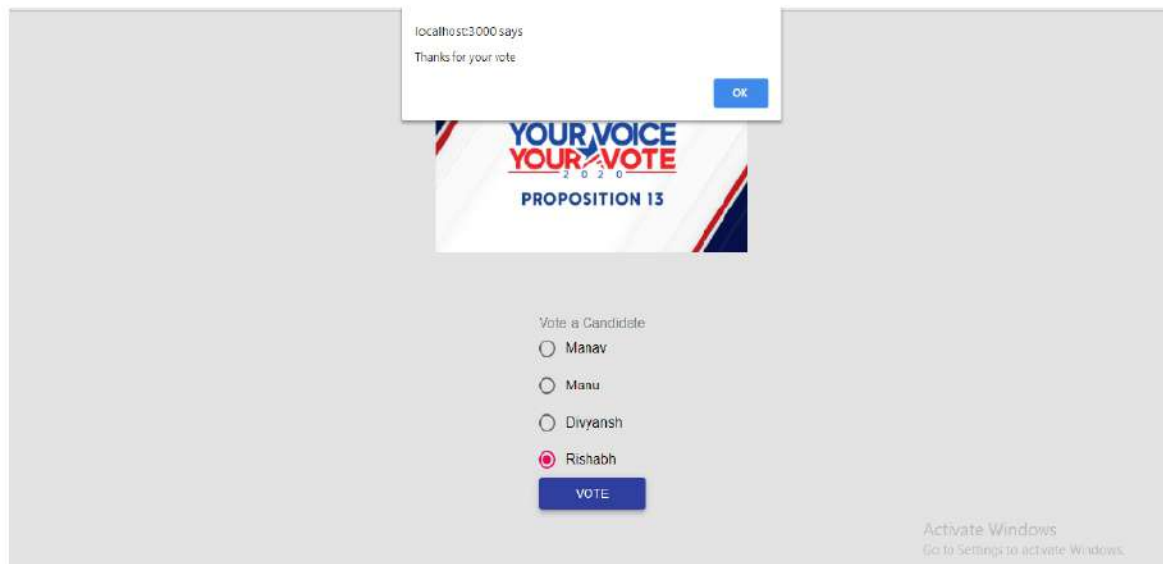 localhost:3000 says
Thanks for your vote
OK
YOUR VOICE
YOUR VOTE
2020
PROPOSITION 13
Vote a Candidate
Manav
Manu
Divyansh
Rishabh
VOTE
Activate Windows
Go to Settings to activate Windows.